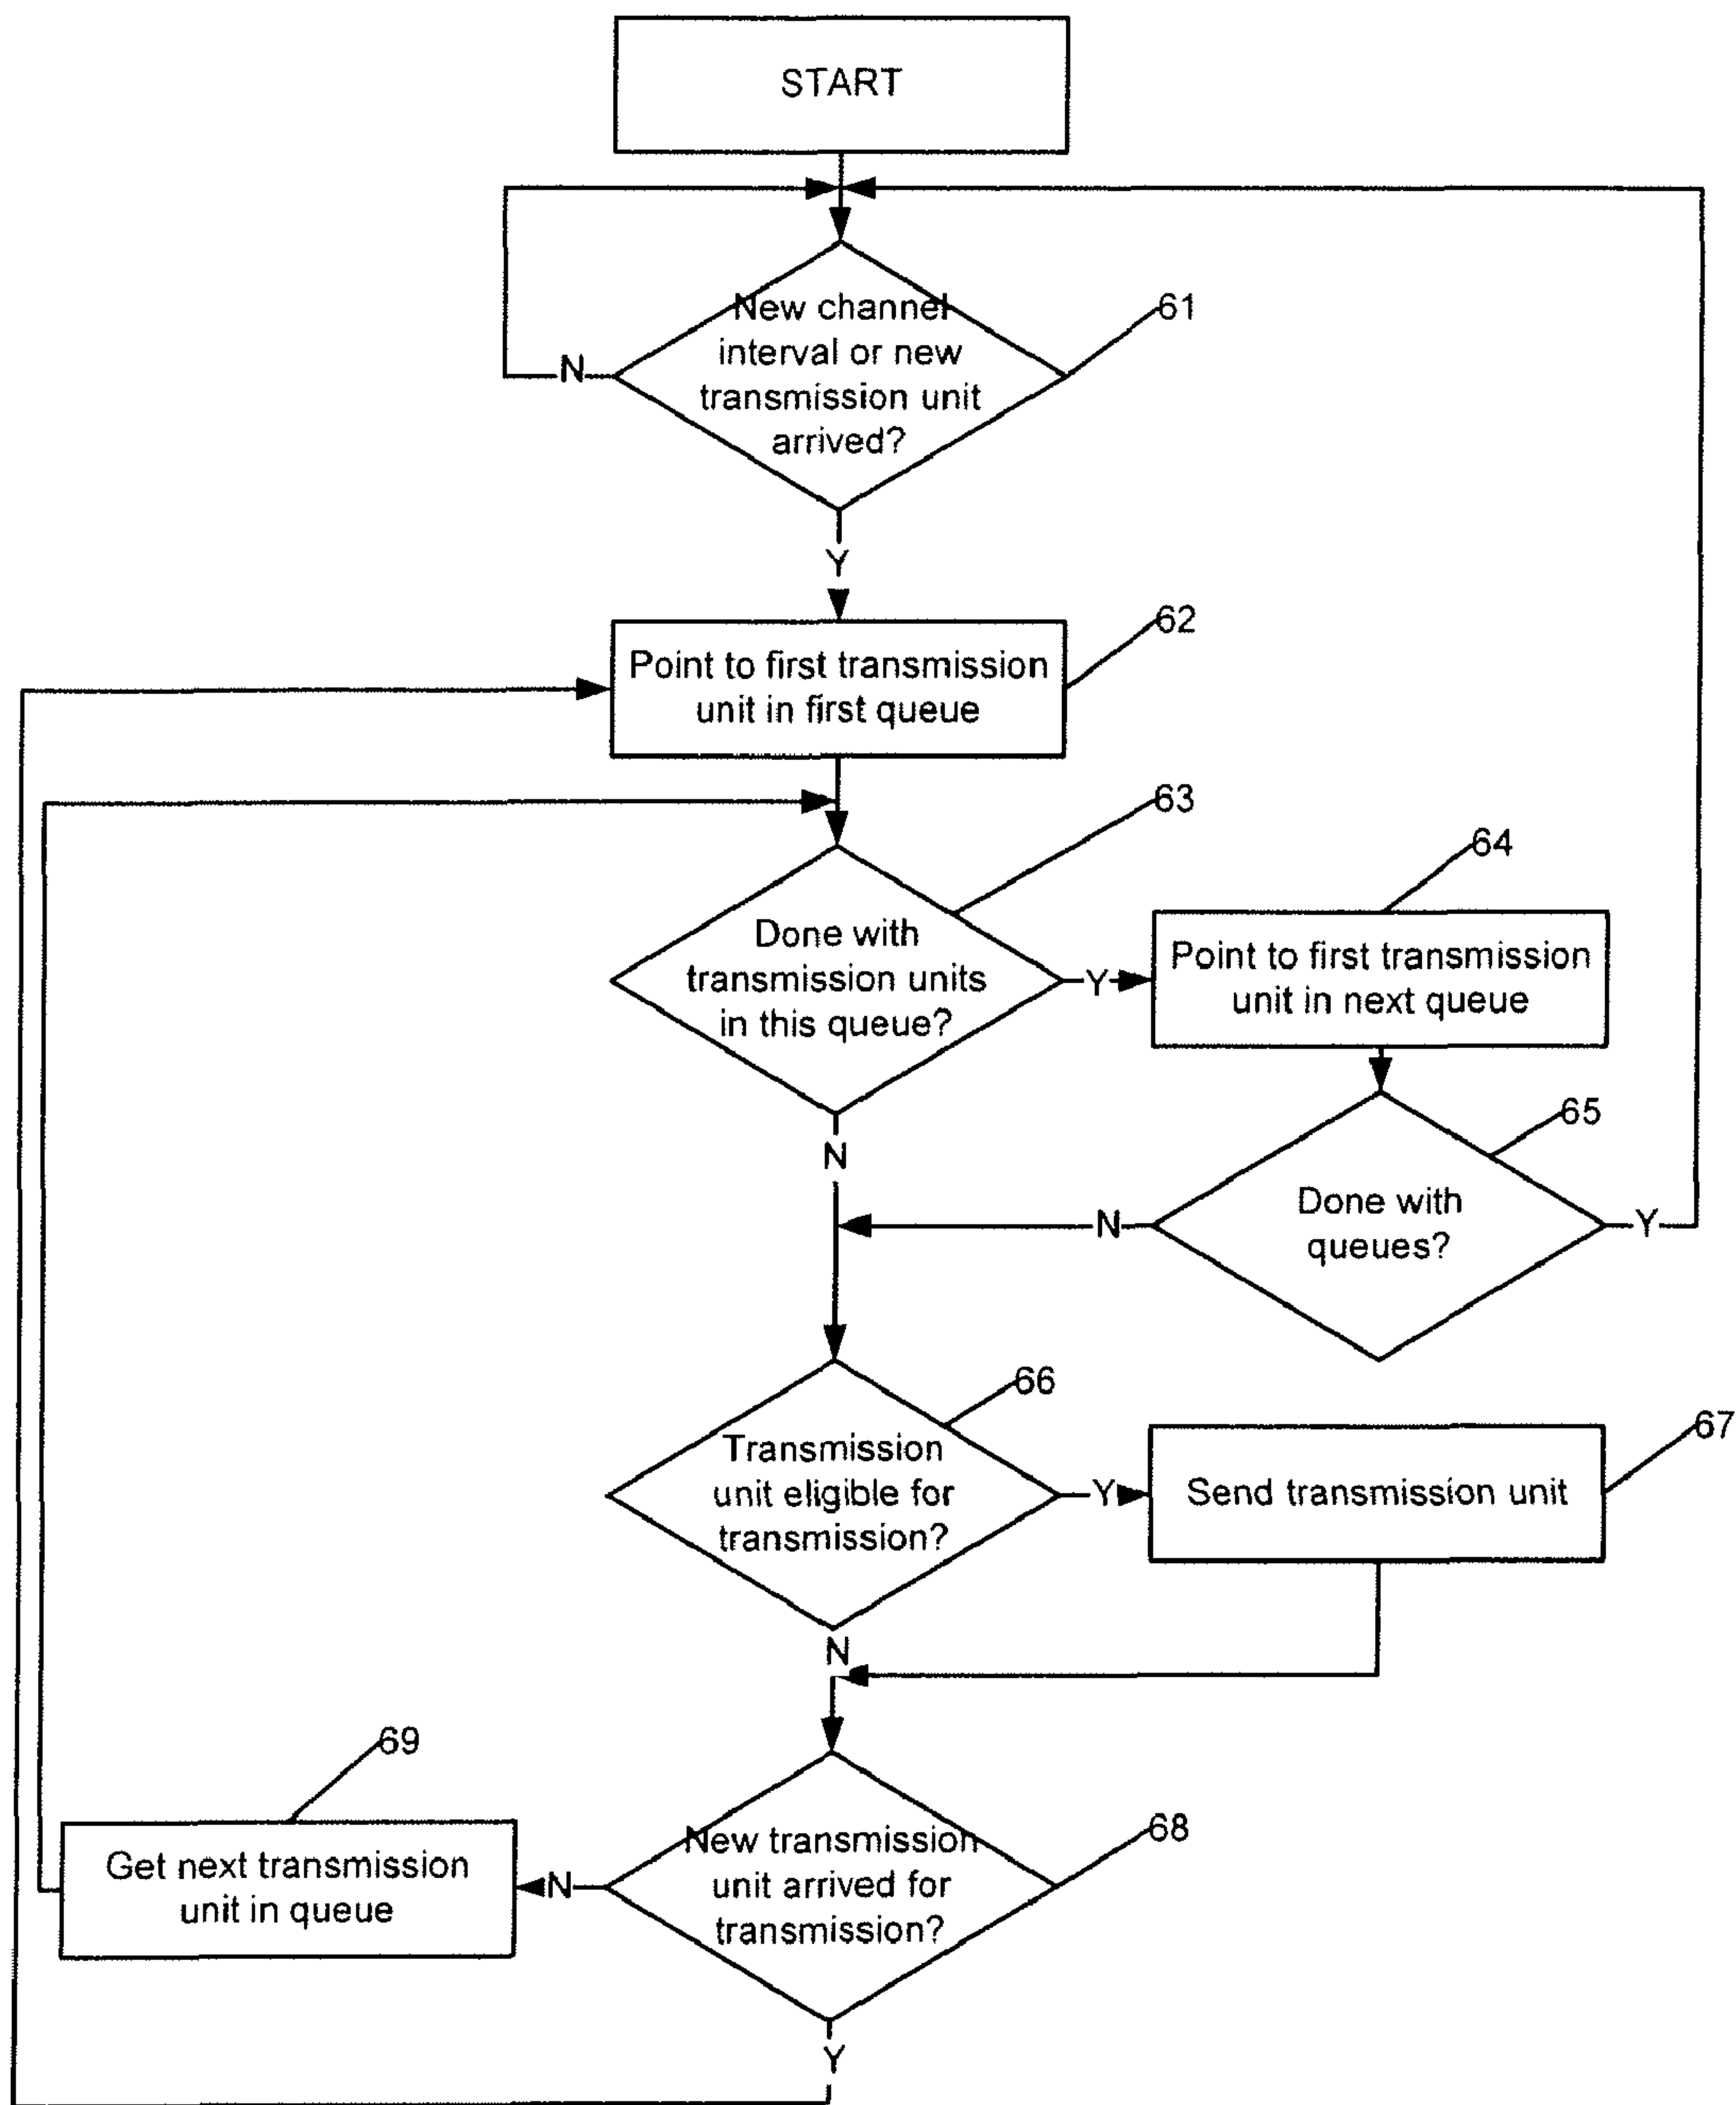 START
New channel
interval or new
transmission unit
arrived?
61
N
Y
Point to first transmission
unit in first queue
62
Done with
transmission units
in this queue?
63
Y
N
Point to first transmission
unit in next queue
64
Done with
queues?
65
N
Y
Transmission
unit eligible for
transmission?
66
Y
N
Send transmission unit
67
New transmission
unit arrived for
transmission?
68
N
Y
Get next transmission
unit in queue
69